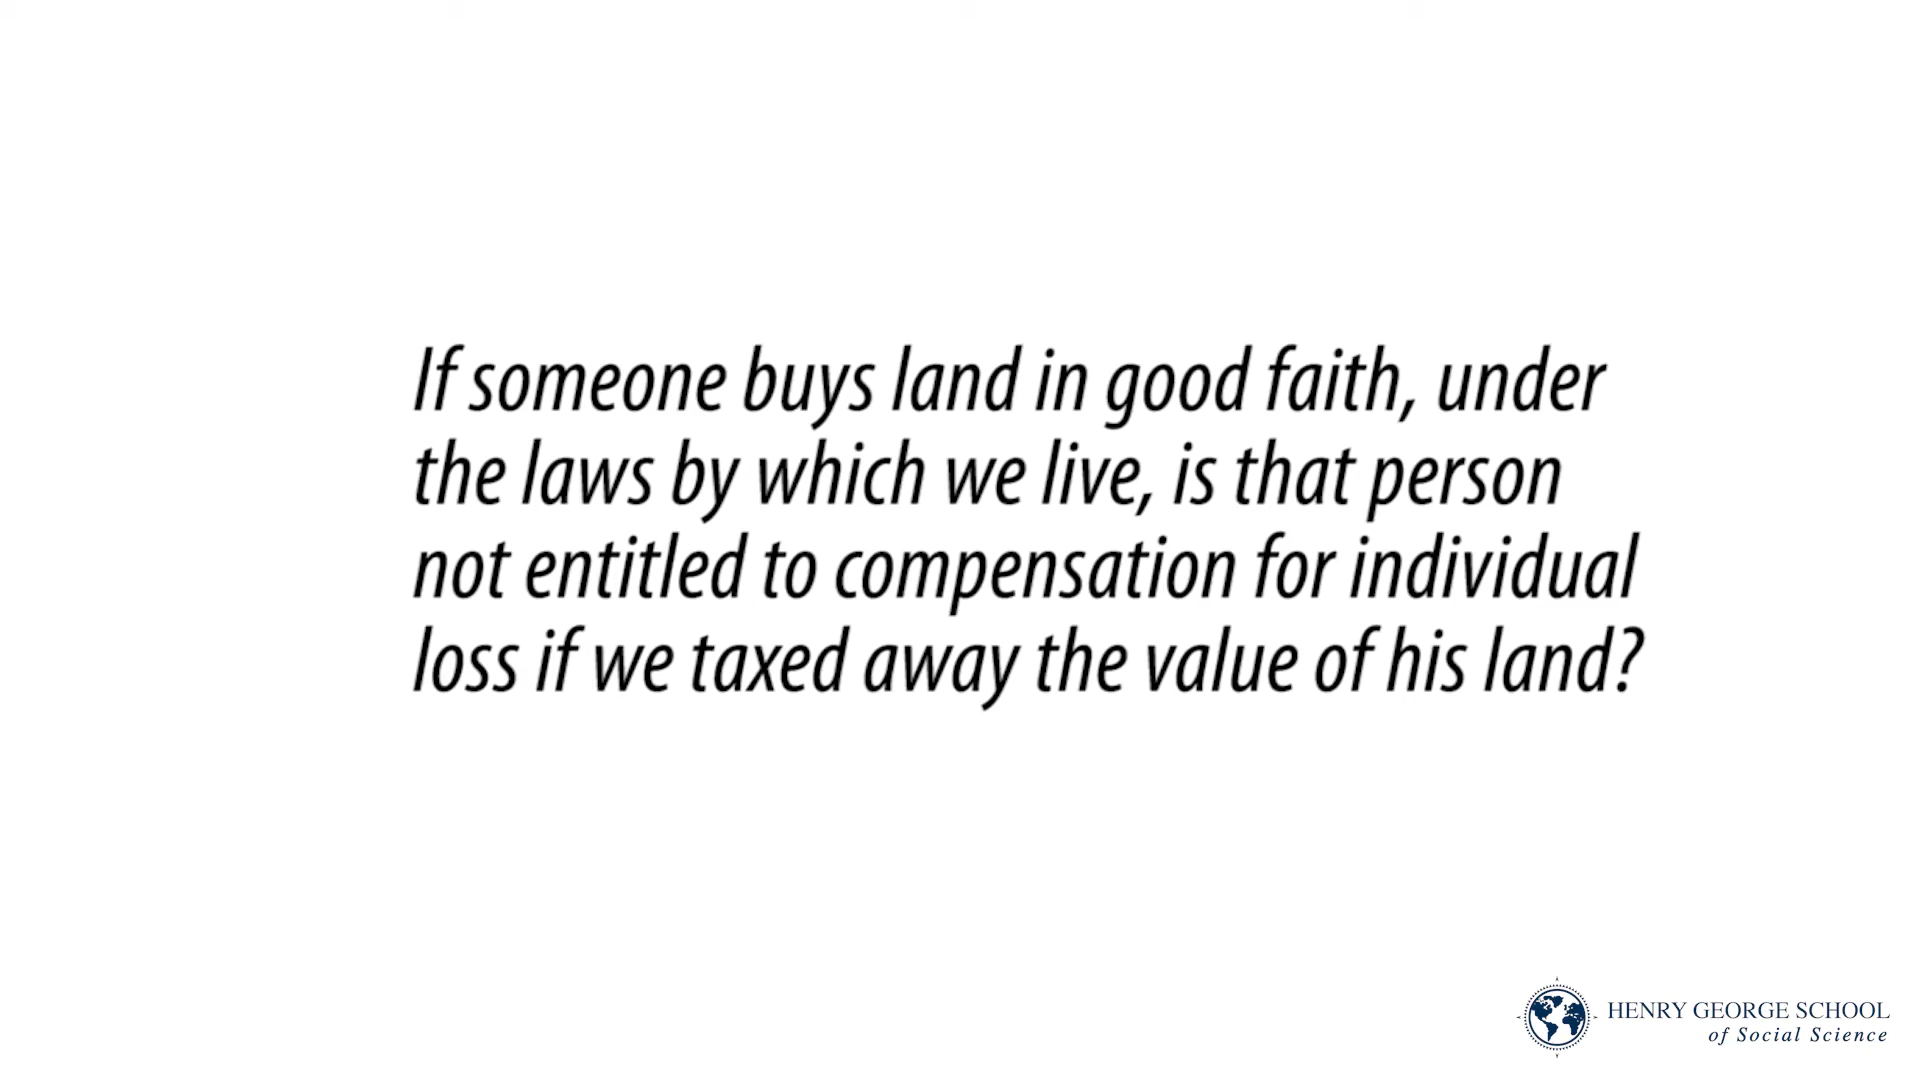 If someone buys land in good faith, under
the laws by which we live, is that person
not entitled to compensation for individual
loss if we taxed away the value of his land?
HENRY GEORGE SCHOOL
of Social Science